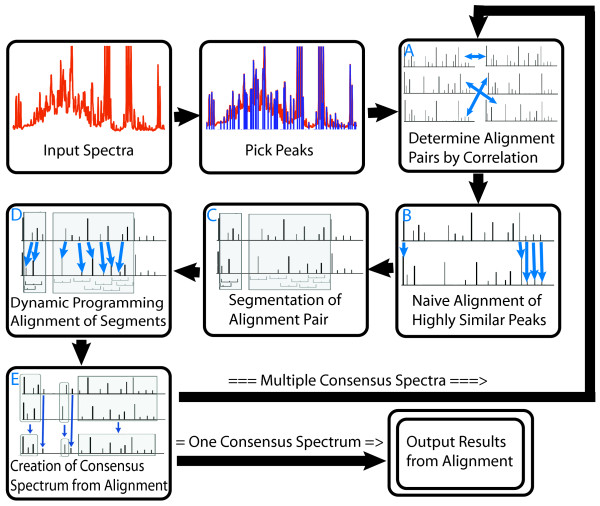 Input Spectra
Pick Peaks
A
Determine Alignment
Pairs by Correlation
B
Naive Alignment of
Highly Similar Peaks
C
Segmentation of
Alignment Pair
D
Dynamic Programming
Alignment of Segments
E
Creation of Consensus
Spectrum from Alignment
=== Multiple Consensus Spectra ===>
= One Consensus Spectrum =>
Output Results
from Alignment